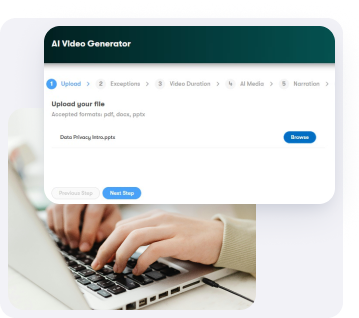 AI Video Generator
1 Upload > 2 Exceptions > 3 Video Duration > 4 AI Media > 5 Narration >
Upload your file
Accepted formats: pdf, docx, pptx
Data Privacy Intro.pptx
Browse
Previous Step Next Step